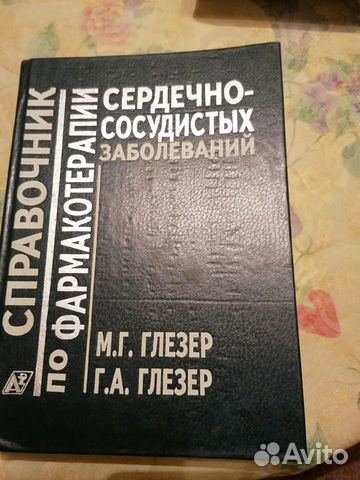 СПРАВОЧНИК
ПО ФАРМАКОТЕРАПИИ
СЕРДЕЧНО-
СОСУДИСТЫХ
ЗАБОЛЕВАНИЙ
М.Г. ГЛЕЗЕР
Г.А. ГЛЕЗЕР
Avito